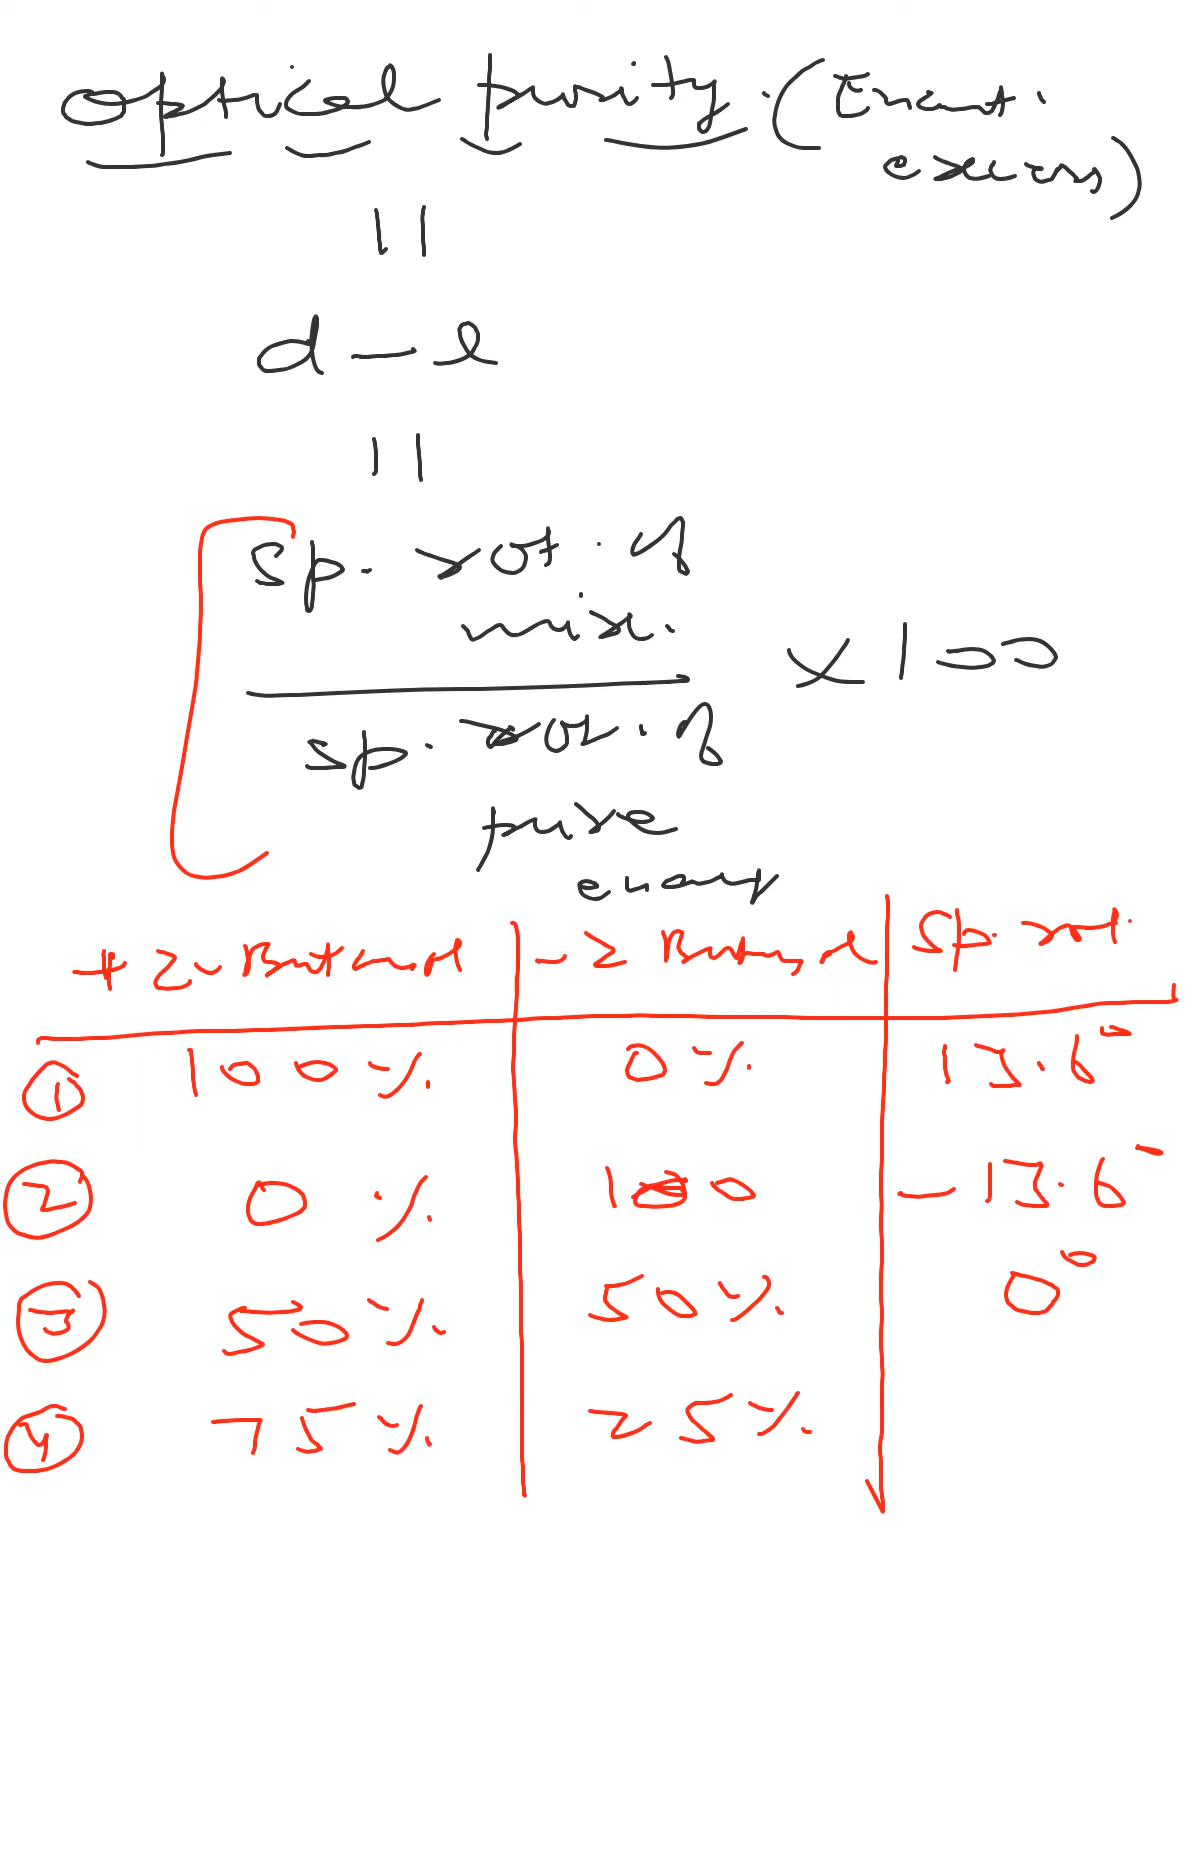 optical purity. (Enant.
excess)
||
d - l
||
sp. rot. of
mix.
x 100
sp. rot. of
pure
enan
+ 2- Butanol | - 2 Butanol | Sp. rot.
① 100 % | 0 % | 13.6°
② 0 % | 100 | - 13.6°
③ 50 % | 50 % | 0°
④ 75 % | 25 %